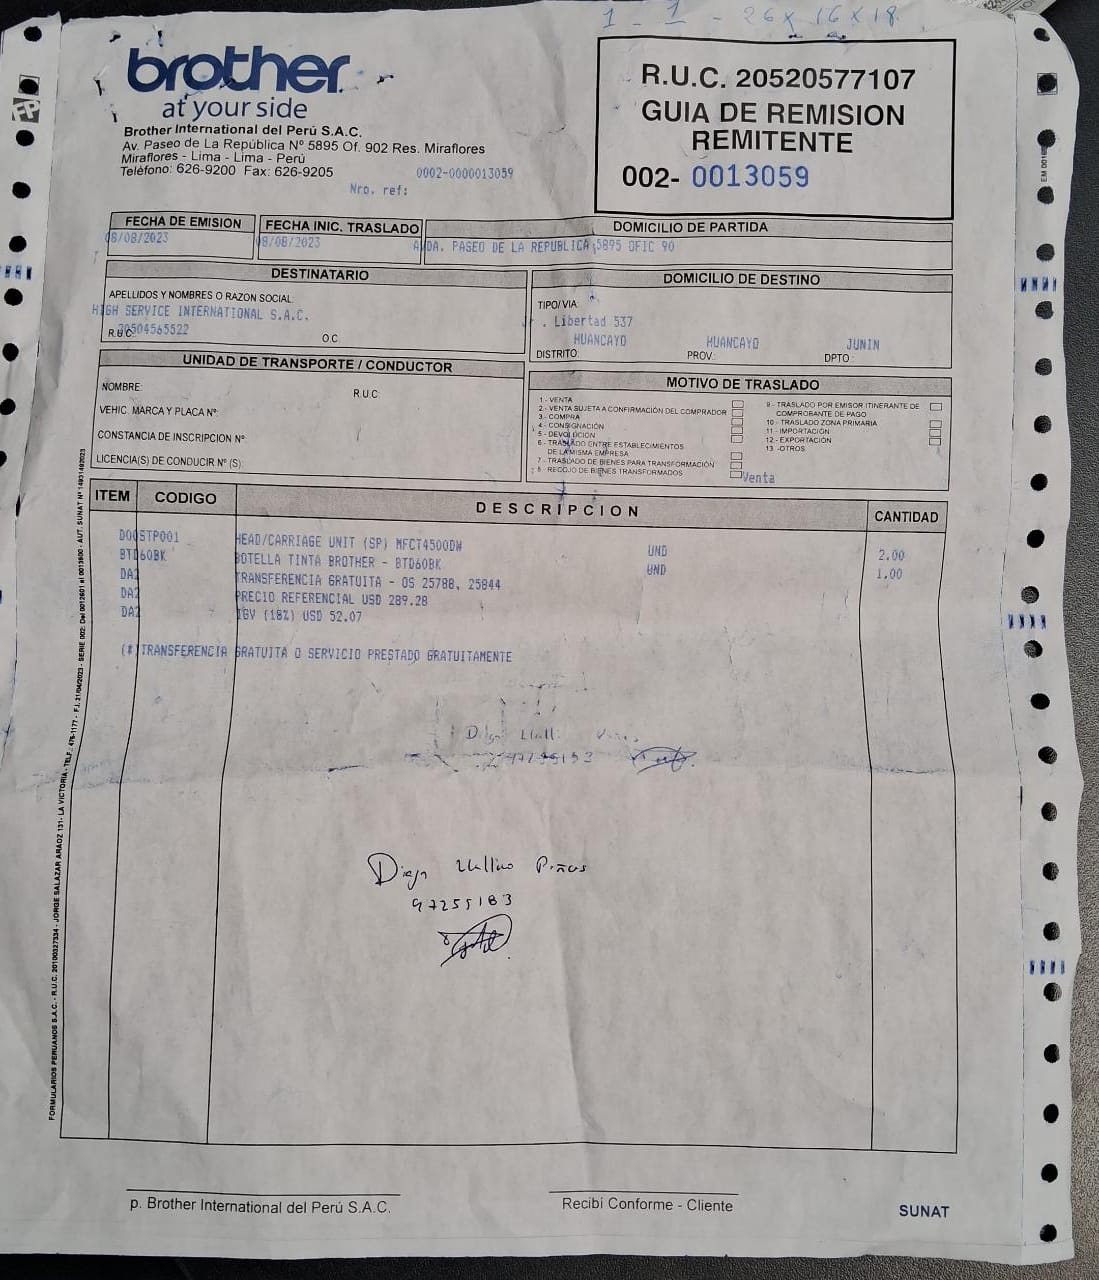 1 - 1 - 26 x 16 x 18
brother
at your side
Brother International del Perú S.A.C.
Av. Paseo de La República Nº 5895 Of. 902 Res. Miraflores
Miraflores - Lima - Lima - Perú
Teléfono: 626-9200 Fax: 626-9205
0002-0000013059
Nro. ref:
R.U.C. 20520577107
GUIA DE REMISION
REMITENTE
002- 0013059
FECHA DE EMISION
08/08/2023
FECHA INIC. TRASLADO
08/08/2023
DOMICILIO DE PARTIDA
AVDA. PASEO DE LA REPUBLICA 5895 OFIC 90
DESTINATARIO
APELLIDOS Y NOMBRES O RAZON SOCIAL:
HIGH SERVICE INTERNATIONAL S.A.C.
R.U.C. 20504565522
O.C.
DOMICILIO DE DESTINO
TIPO/VIA:
Jr. Libertad 537
HUANCAYO HUANCAYO JUNIN
DISTRITO: PROV.: DPTO.:
UNIDAD DE TRANSPORTE / CONDUCTOR
NOMBRE:
R.U.C.
VEHIC. MARCA Y PLACA Nº:
CONSTANCIA DE INSCRIPCION Nº
LICENCIA(S) DE CONDUCIR Nº (S):
MOTIVO DE TRASLADO
1 - VENTA
2 - VENTA SUJETA A CONFIRMACIÓN DEL COMPRADOR
3 - COMPRA
4 - CONSIGNACIÓN
5 - DEVOLUCIÓN
6 - TRASLADO ENTRE ESTABLECIMIENTOS
DE LA MISMA EMPRESA
7 - TRASLADO DE BIENES PARA TRANSFORMACIÓN
8 - RECOJO DE BIENES TRANSFORMADOS
9 - TRASLADO POR EMISOR ITINERANTE DE
COMPROBANTE DE PAGO
10 - TRASLADO ZONA PRIMARIA
11 - IMPORTACIÓN
12 - EXPORTACIÓN
13 - OTROS
Venta
ITEM CODIGO DESCRIPCION CANTIDAD
D00STP001 HEAD/CARRIAGE UNIT (SP) MFCT4500DW UND 2.00
BTD60BK BOTELLA TINTA BROTHER - BTD60BK UND 1.00
DA2 TRANSFERENCIA GRATUITA - OS 25788, 25844
DA2 PRECIO REFERENCIAL USD 289.28
DA2 IGV (18%) USD 52.07
(*)TRANSFERENCIA GRATUITA O SERVICIO PRESTADO GRATUITAMENTE
Diego
97255183
p. Brother International del Perú S.A.C.
Recibí Conforme - Cliente
SUNAT